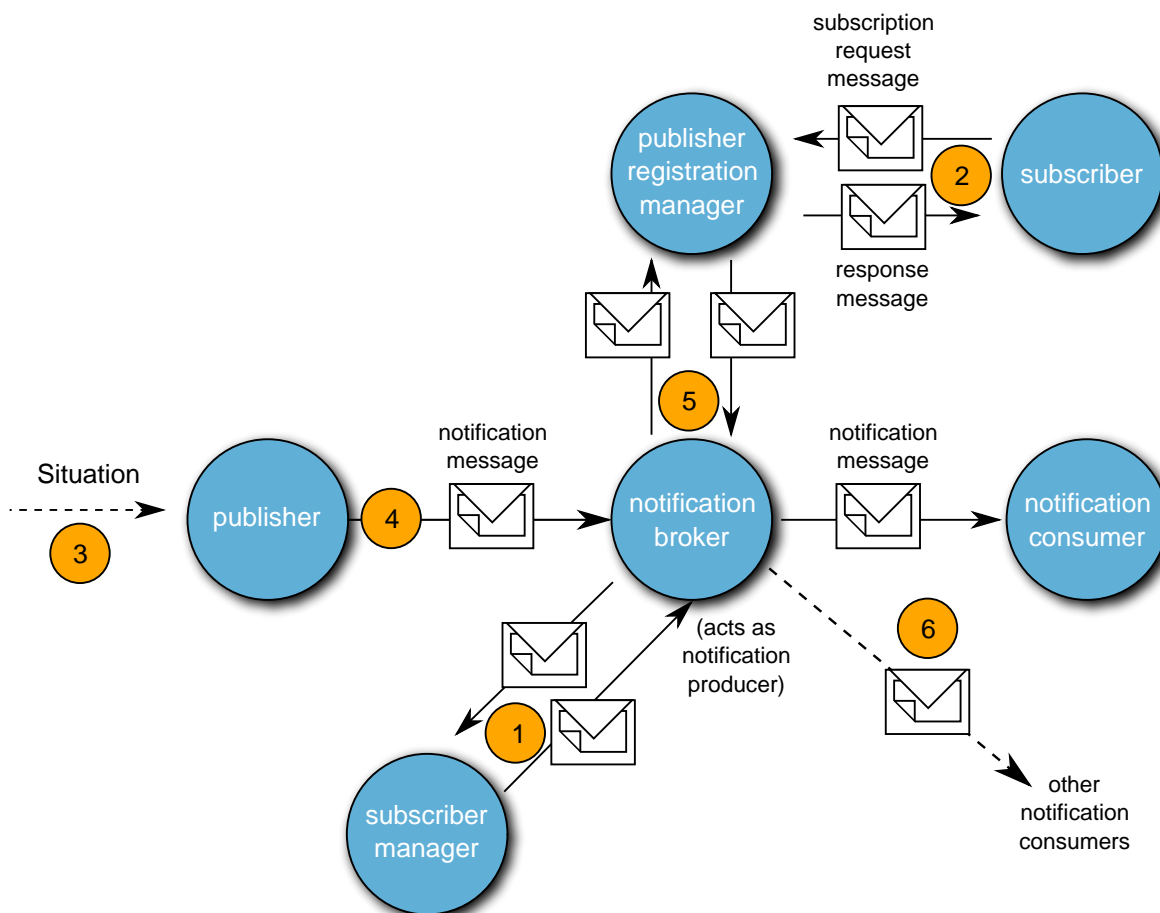 subscription
request
message
publisher
registration
manager
2
subscriber
response
message
5
notification
message
notification
message
Situation
3
publisher
4
notification
broker
notification
consumer
(acts as
notification
producer)
6
1
subscriber
manager
other
notification
consumers